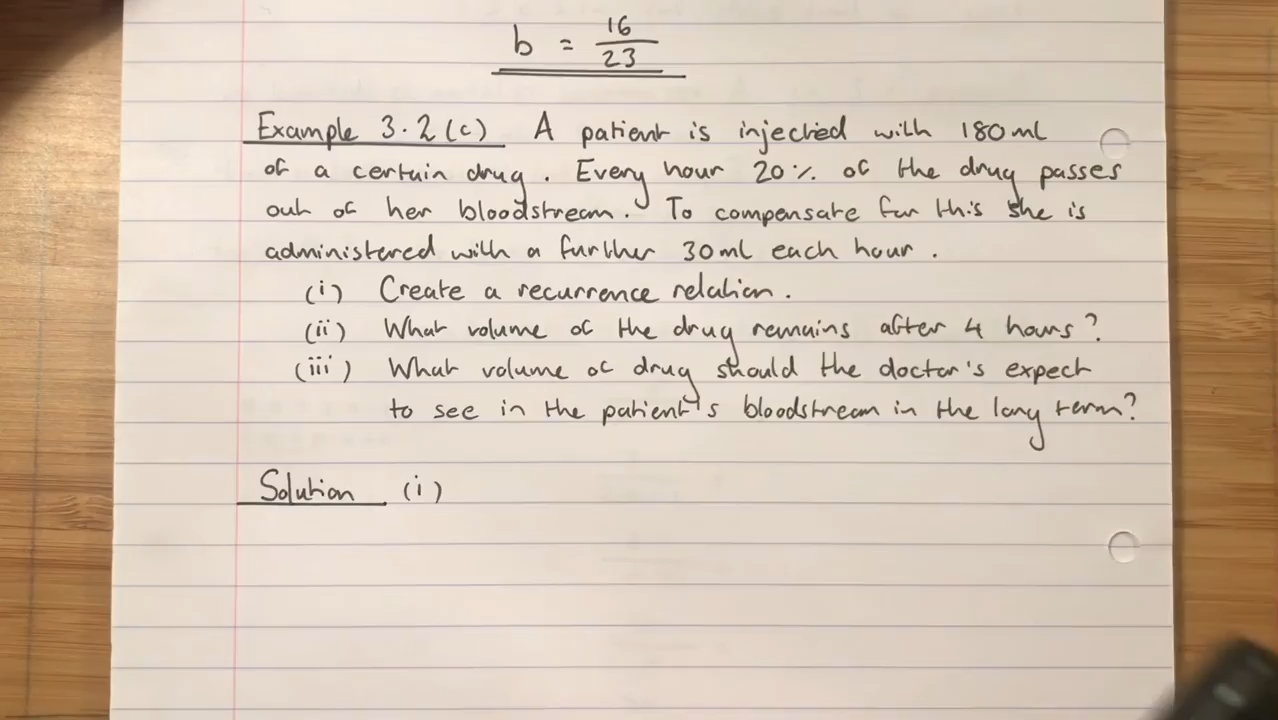 b = 16/23
Example 3.2 (c) A patient is injected with 180ml
of a certain drug. Every hour 20% of the drug passes
out of her bloodstream. To compensate for this she is
administered with a further 30ml each hour.
(i) Create a recurrence relation.
(ii) What volume of the drug remains after 4 hours?
(iii) What volume of drug should the doctor's expect
to see in the patient's bloodstream in the long term?
Solution (i)